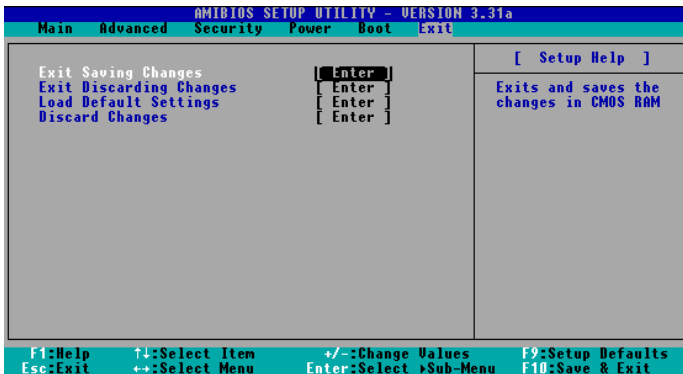 AMIBIOS SETUP UTILITY - VERSION 3.31a
Main Advanced Security Power Boot Exit
[ Setup Help ]
Exit Saving Changes [ Enter ]
Exit Discarding Changes [ Enter ]
Load Default Settings [ Enter ]
Discard Changes [ Enter ]
Exits and saves the
changes in CMOS RAM
F1:Help ↑↓:Select Item +/-:Change Values F9:Setup Defaults
Esc:Exit ↔:Select Menu Enter:Select ▸Sub-Menu F10:Save & Exit